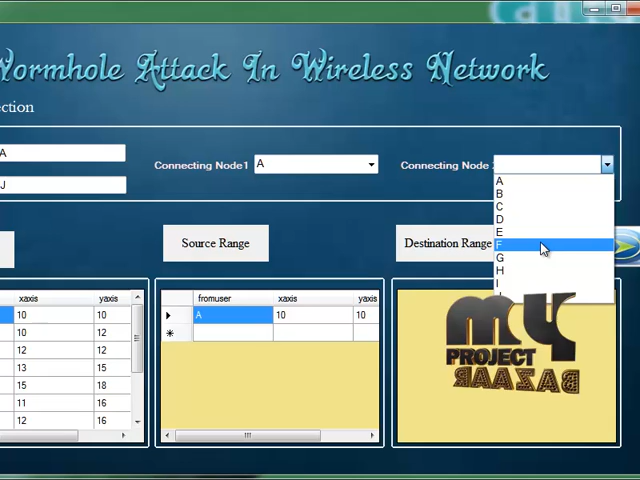 Wormhole Attack In Wireless Network
ection
A
J
Connecting Node1
A
Connecting Node
A
B
C
D
E
F
G
H
I
J
Source Range
Destination Range
xaxis yaxis
10 10
10 12
12 12
13 15
15 18
11 16
12 16
fromuser xaxis yaxis
A 10 10
my
PROJECT
BAZAAR